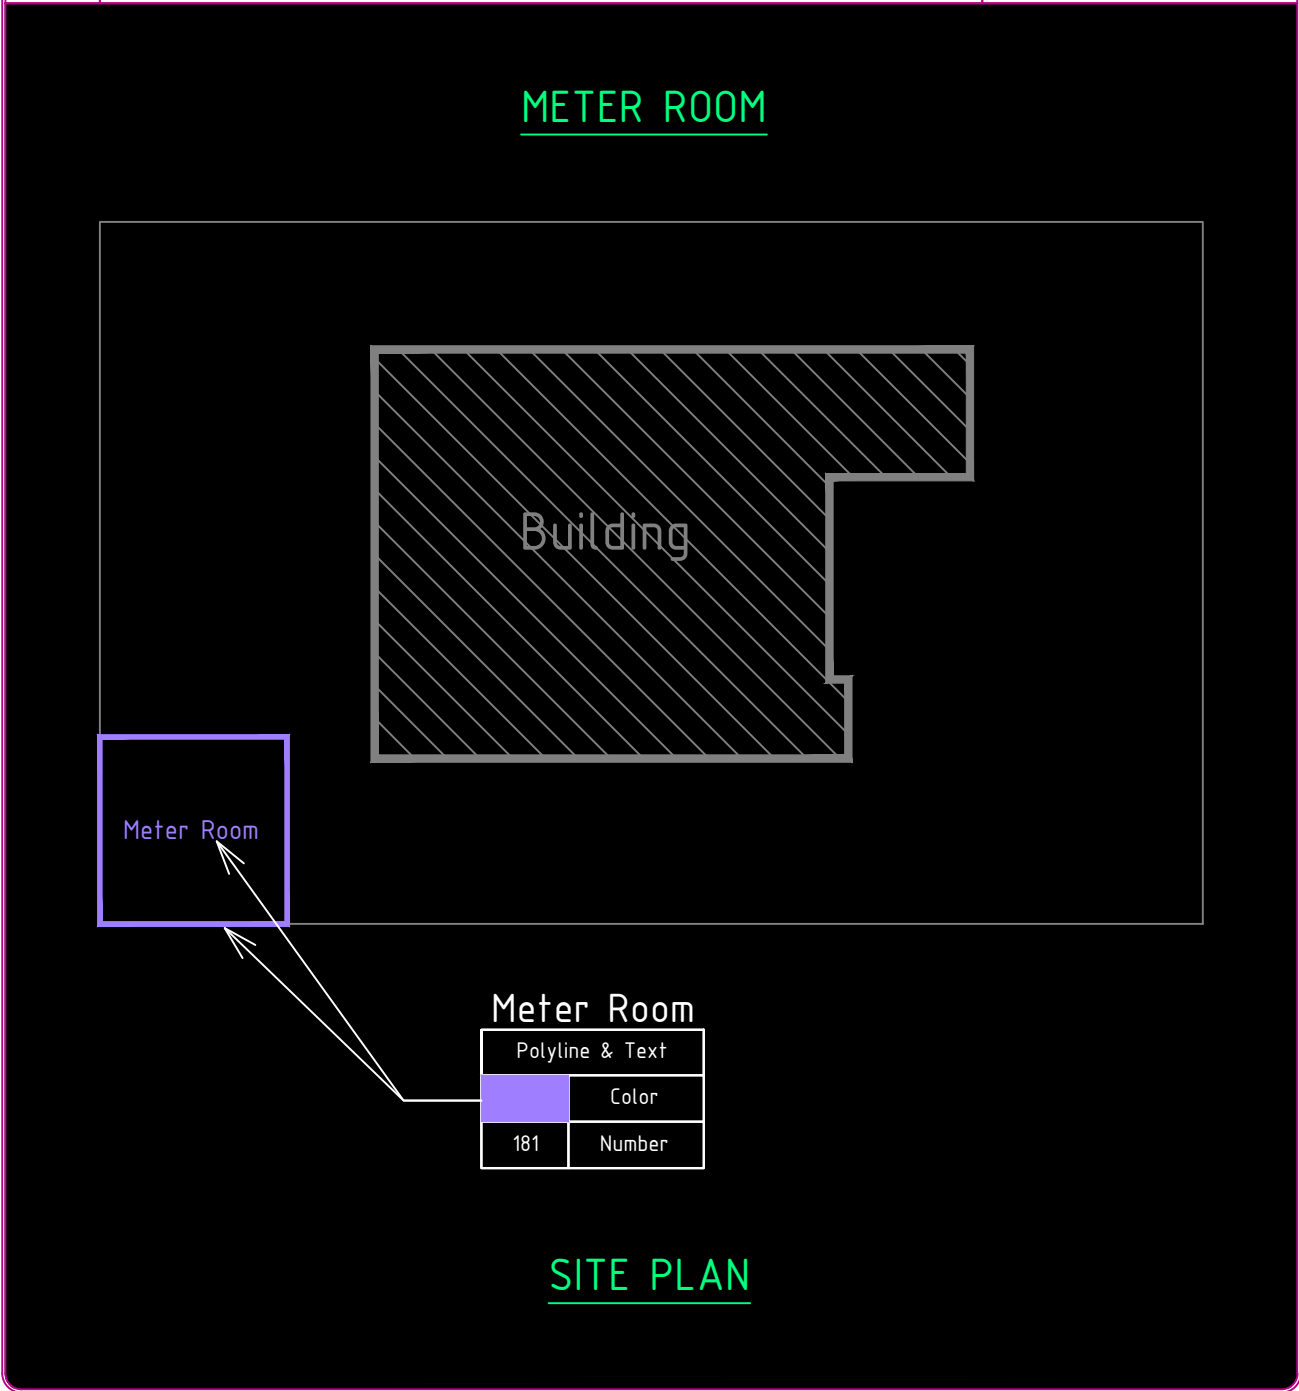 METER ROOM
Building
Meter Room
Meter Room
Polyline & Text
Color
181 Number
SITE PLAN